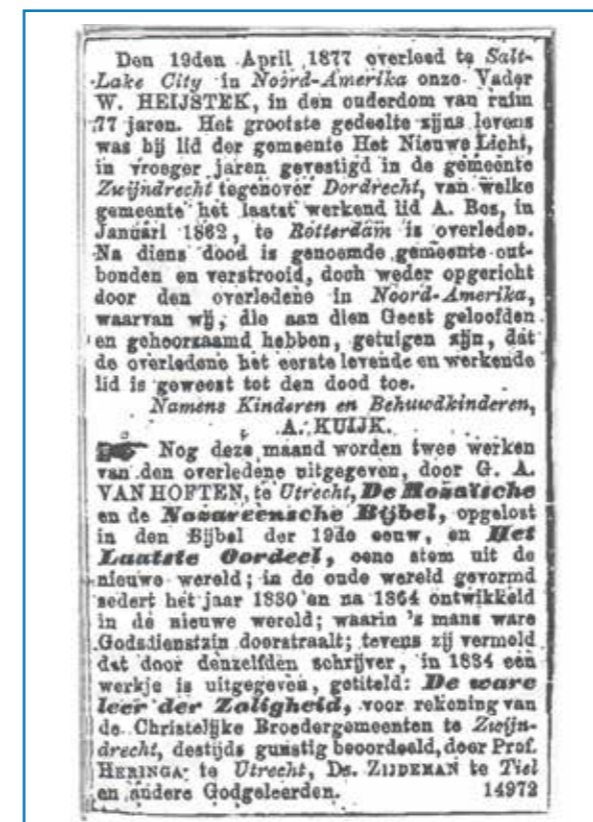 Den 19den April 1877 overleed te Salt-
Lake City in Noord-Amerika onze Vader
W. HEIJSTEK, in den ouderdom van ruim
77 jaren. Het grootste gedeelte zijns levens
was hij lid der gemeente Het Nieuwe Licht,
in vroeger jaren gevestigd in de gemeente
Zwijndrecht tegenover Dordrecht, van welke
gemeente het laatst werkend lid A. Bos, in
Januari 1862, te Rotterdam is overleden.
Na diens dood is genoemde gemeente ont-
bonden en verstrooid, doch weder opgericht
door den overledene in Noord-Amerika,
waarvan wij, die aan dien Geest geloofden
en gehoorzaamd hebben, getuigen zijn, dat
de overledene het eerste levende en werkende
lid is geweest tot den dood toe.
Namens Kinderen en Behuwdkinderen,
A. KUIJK.
☛ Nog deze maand worden twee werken
van den overledene uitgegeven, door G. A.
VAN HOFTEN, te Utrecht, De Mosaïsche
en de Nazareensche Bijbel, opgelost
in den Bijbel der 19de eeuw, en Het
Laatste Oordeel, eene stem uit de
nieuwe wereld; in de oude wereld gevormd
sedert het jaar 1830 en na 1864 ontwikkeld
in de nieuwe wereld; waarin 's mans ware
Godsdienstzin doorstraalt; tevens zij vermeld
dat door denzelfden schrijver, in 1834 een
werkje is uitgegeven, getiteld: De ware
leer der Zaligheid, voor rekening van
de Christelijke Broedergemeenten te Zwijn-
drecht, destijds gunstig beoordeeld, door Prof.
HERINGA te Utrecht, Ds. ZIJDEMAN te Tiel
en andere Godgeleerden. 14972